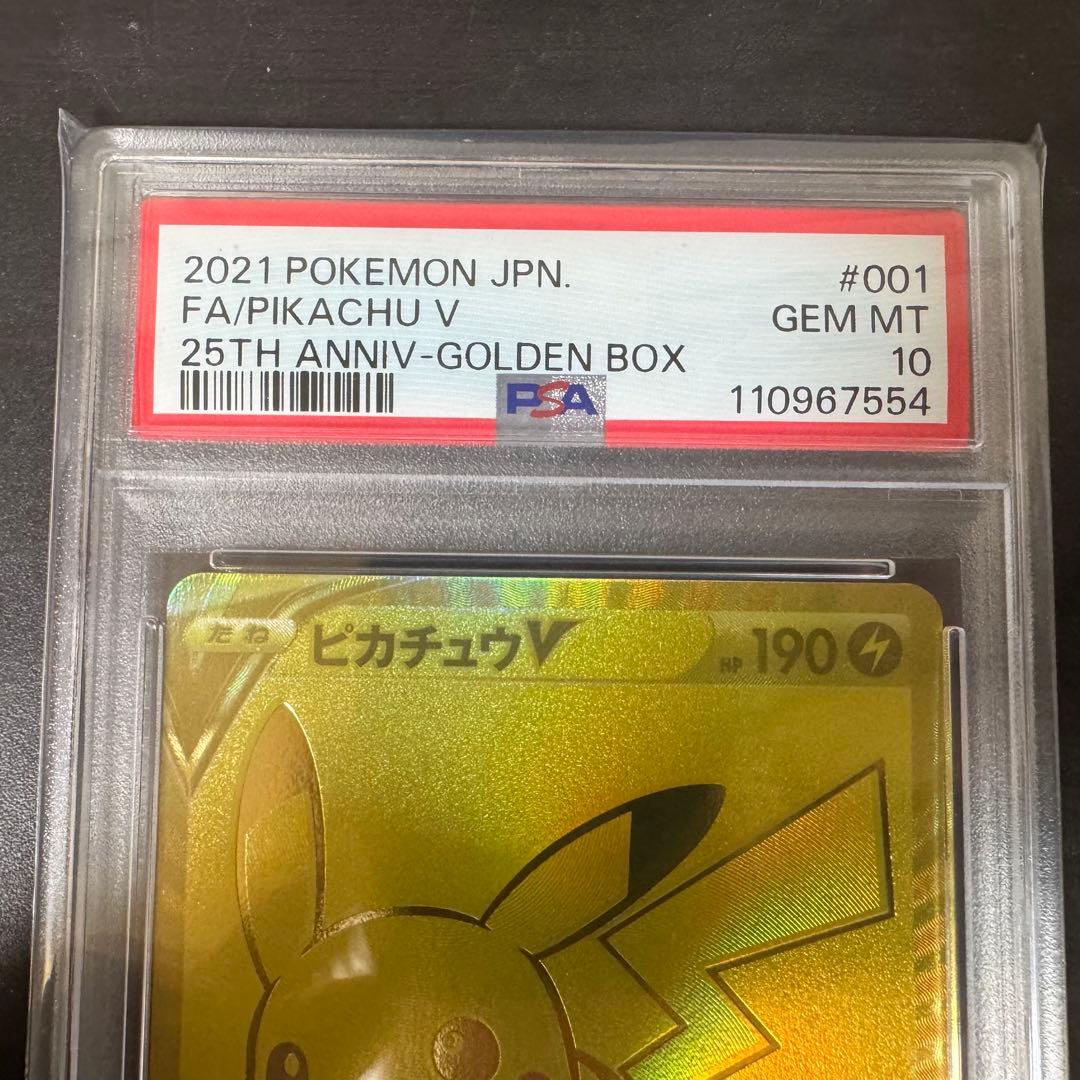 2021 POKEMON JPN. #001
FA/PIKACHU V GEM MT
25TH ANNIV-GOLDEN BOX 10
PSA 110967554
たね ピカチュウV HP 190